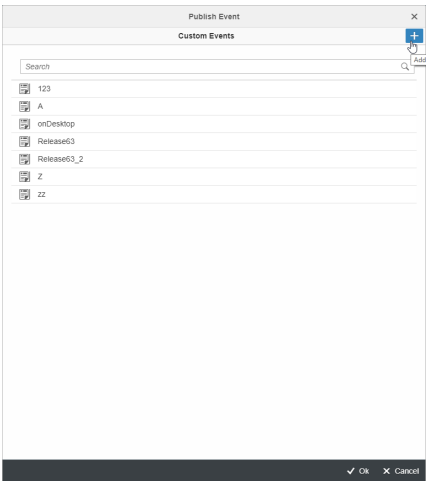 Publish Event
Custom Events
Add
Search
123
A
onDesktop
Release63
Release63_2
Z
zz
Ok Cancel